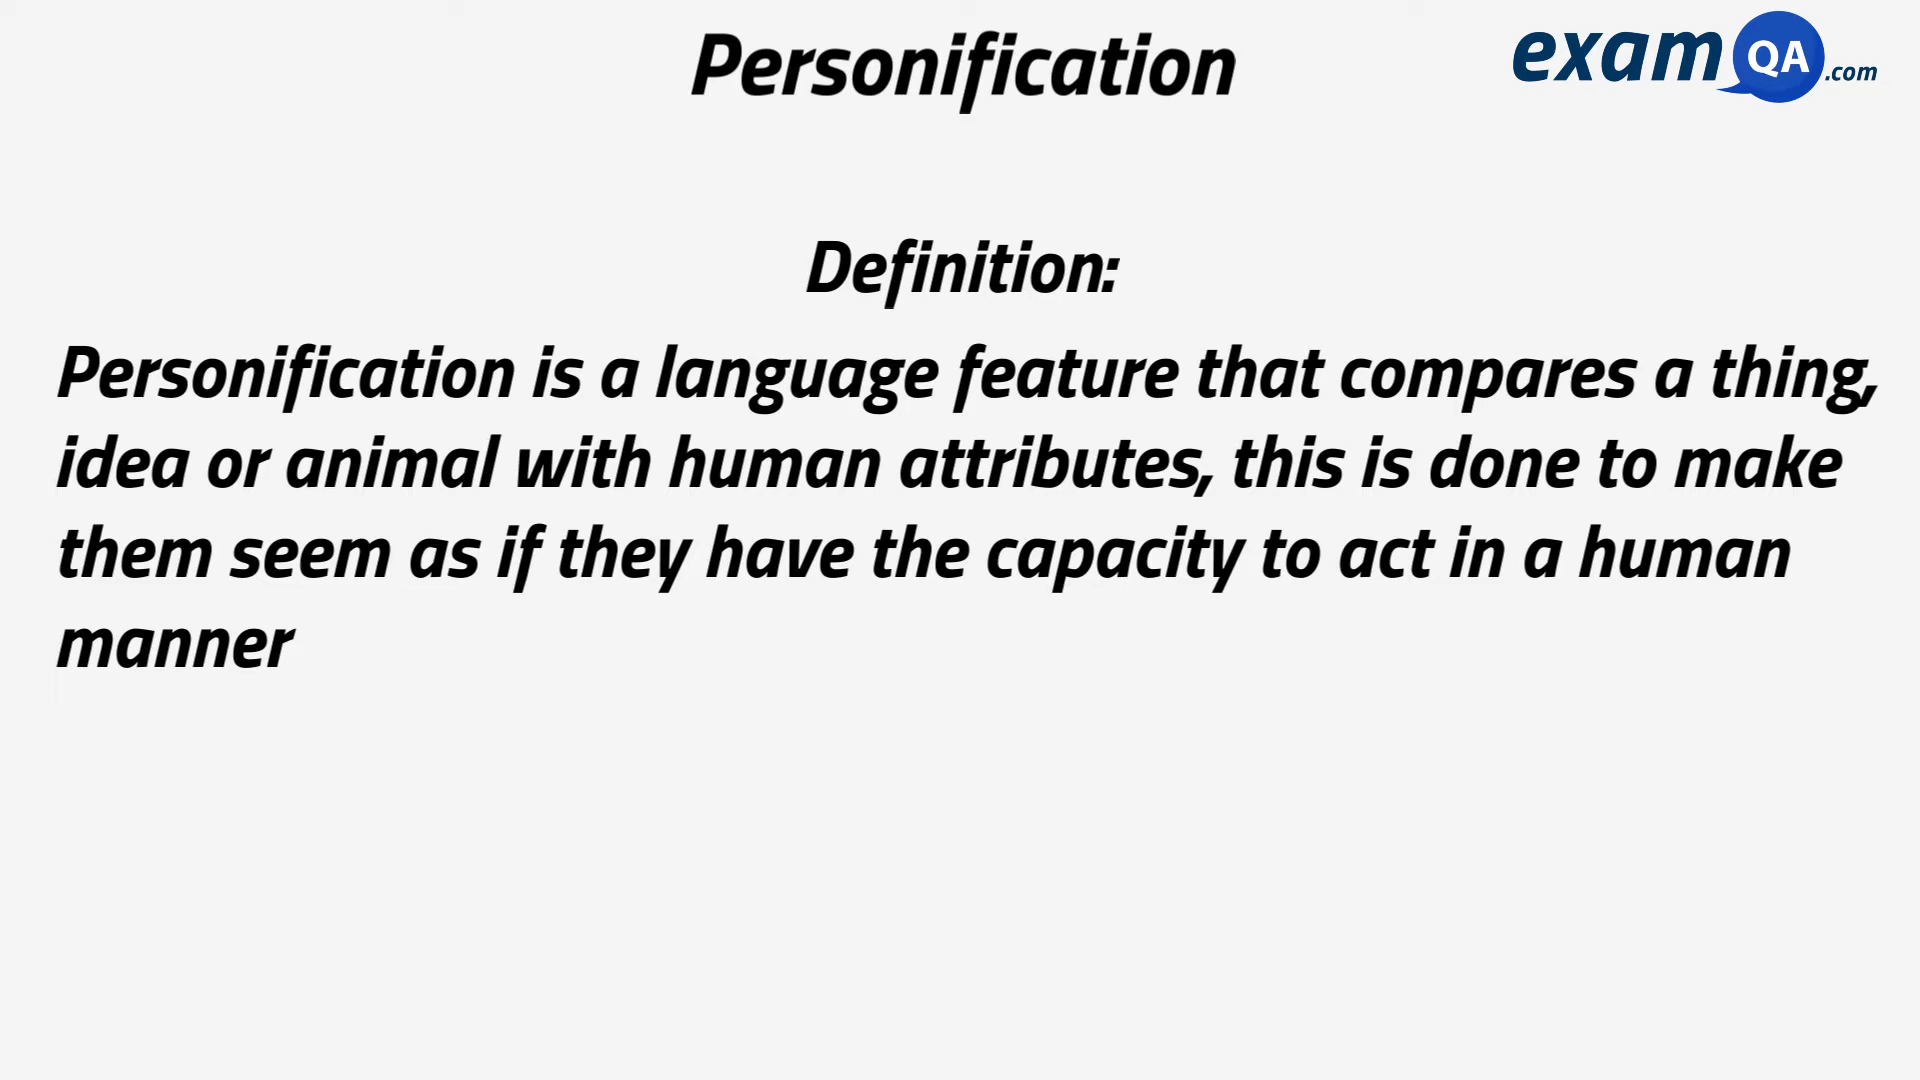 Personification
examQA.com
Definition:
Personification is a language feature that compares a thing,
idea or animal with human attributes, this is done to make
them seem as if they have the capacity to act in a human
manner